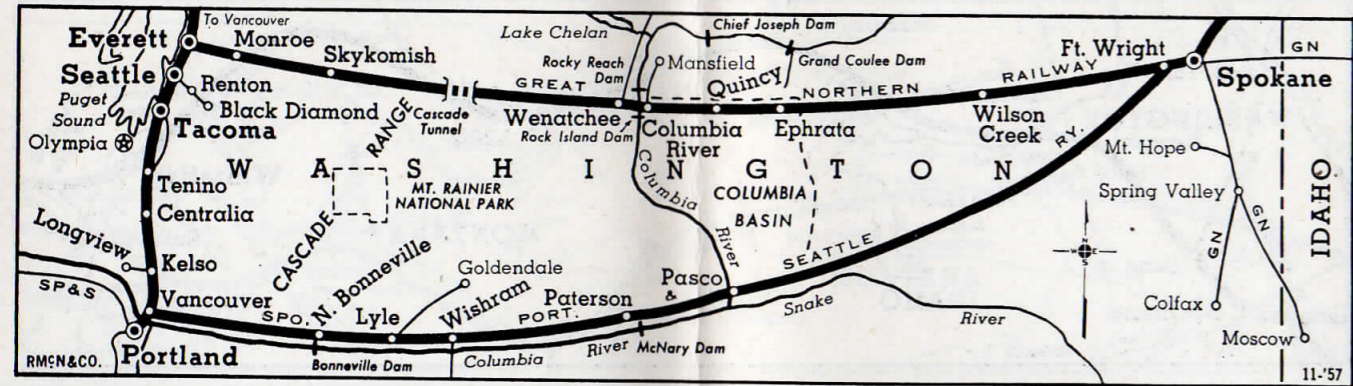 To Vancouver
Everett
Monroe
Skykomish
Seattle
Renton
Black Diamond
Puget
Sound
Tacoma
Olympia
Tenino
Centralia
Longview
Kelso
SP&S
Vancouver
Portland
RMCN&CO.
Lake Chelan
Rocky Reach
Dam
Chief Joseph Dam
Mansfield
Grand Coulee Dam
Quincy
GREAT NORTHERN RAILWAY
Cascade
Tunnel
Wenatchee
Rock Island Dam
Columbia
River
Ephrata
Wilson
Creek
Ft. Wright
Spokane
GN
WASHINGTON
CASCADE RANGE
MT. RAINIER
NATIONAL PARK
Columbia River
COLUMBIA
BASIN
SPO. PORT. & SEATTLE RY.
N. Bonneville
Lyle
Goldendale
Wishram
Paterson
Pasco
Bonneville Dam
Columbia River
McNary Dam
Snake River
N
W E
S
Mt. Hope
Spring Valley
GN
GN
Colfax
Moscow
IDAHO
11-'57